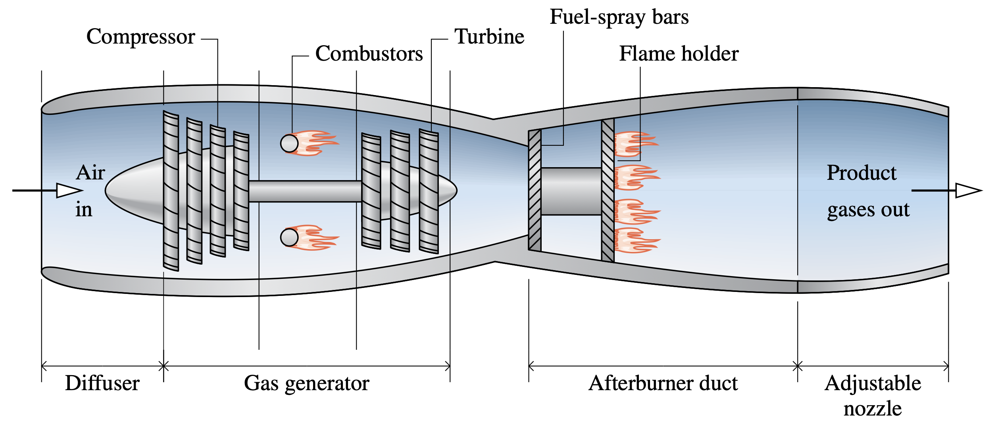 Fuel-spray bars
Compressor
Turbine
Combustors
Flame holder
Air
in
Product
gases out
Diffuser
Gas generator
Afterburner duct
Adjustable
nozzle